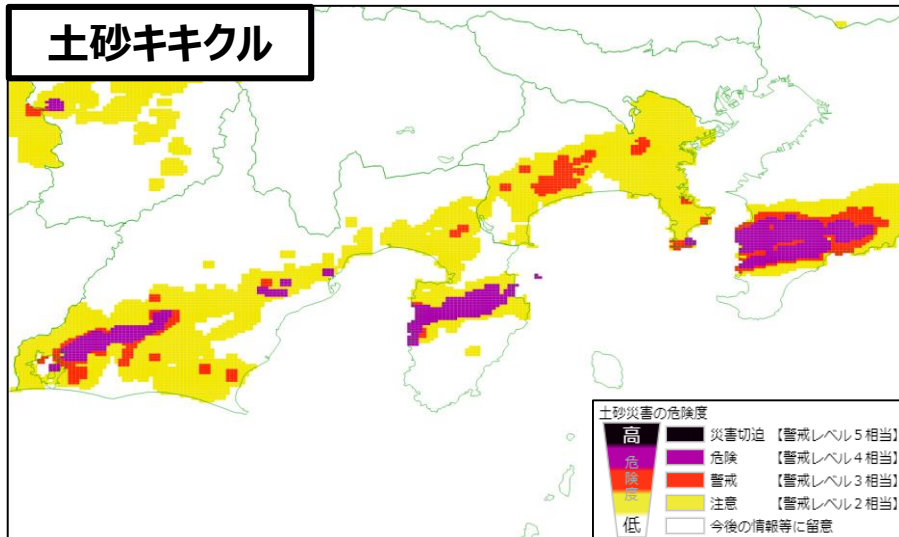 土砂キキクル
土砂災害の危険度
高
危険度
低
災害切迫 【警戒レベル5相当】
危険 【警戒レベル4相当】
警戒 【警戒レベル3相当】
注意 【警戒レベル2相当】
今後の情報等に留意